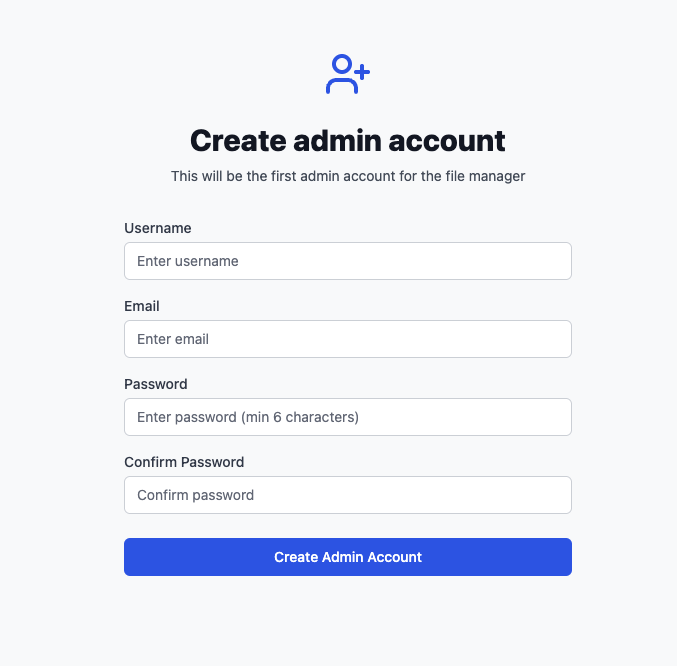 Create admin account
This will be the first admin account for the file manager
Username
Enter username
Email
Enter email
Password
Enter password (min 6 characters)
Confirm Password
Confirm password
Create Admin Account